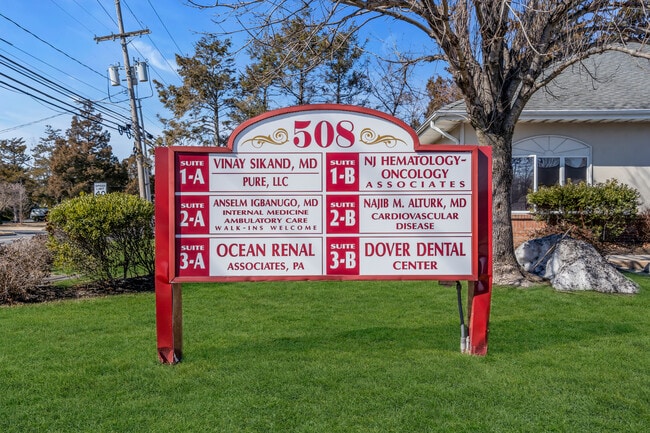 508
SUITE
1-A
VINAY SIKAND, MD
PURE, LLC
SUITE
1-B
NJ HEMATOLOGY-
ONCOLOGY
ASSOCIATES
SUITE
2-A
ANSELM IGBANUGO, MD
INTERNAL MEDICINE
AMBULATORY CARE
WALK-INS WELCOME
SUITE
2-B
NAJIB M. ALTURK, MD
CARDIOVASCULAR
DISEASE
SUITE
3-A
OCEAN RENAL
ASSOCIATES, PA
SUITE
3-B
DOVER DENTAL
CENTER